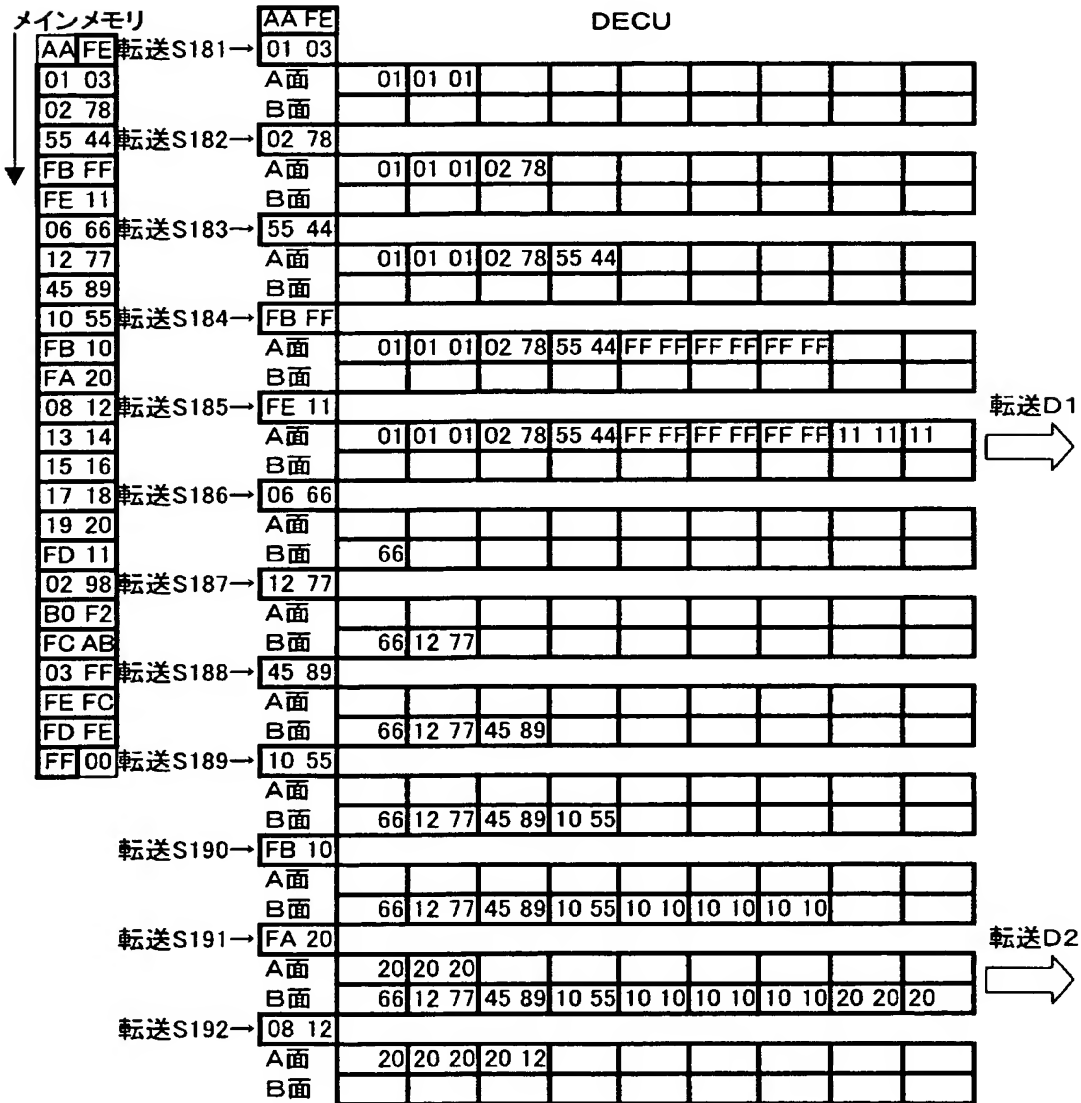 メインメモリ AA FE DECU
AA FE 転送S181→ 01 03
01 03 A面 01 01 01
02 78 B面
55 44 転送S182→ 02 78
FB FF A面 01 01 01 02 78
FE 11 B面
06 66 転送S183→ 55 44
12 77 A面 01 01 01 02 78 55 44
45 89 B面
10 55 転送S184→ FB FF
FB 10 A面 01 01 01 02 78 55 44 FF FF FF FF FF FF
FA 20 B面
08 12 転送S185→ FE 11 転送D1
13 14 A面 01 01 01 02 78 55 44 FF FF FF FF FF FF 11 11 11
15 16 B面
17 18 転送S186→ 06 66
19 20 A面
FD 11 B面 66
02 98 転送S187→ 12 77
B0 F2 A面
FC AB B面 66 12 77
03 FF 転送S188→ 45 89
FE FC A面
FD FE B面 66 12 77 45 89
FF 00 転送S189→ 10 55
A面
B面 66 12 77 45 89 10 55
転送S190→ FB 10
A面
B面 66 12 77 45 89 10 55 10 10 10 10 10 10
転送S191→ FA 20 転送D2
A面 20 20 20
B面 66 12 77 45 89 10 55 10 10 10 10 10 10 20 20 20
転送S192→ 08 12
A面 20 20 20 20 12
B面